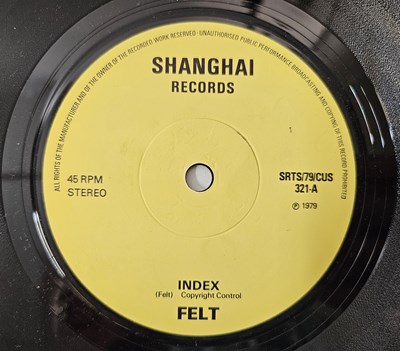 ALL RIGHTS OF THE MANUFACTURER AND OF THE OWNER OF THE RECORDED WORK RESERVED - UNAUTHORISED PUBLIC PERFORMANCE BROADCASTING AND COPYING OF THIS RECORD PROHIBITED
SHANGHAI
RECORDS
45 RPM
STEREO
SRTS/79/CUS
321-A
℗ 1979
INDEX
(Felt) Copyright Control
FELT